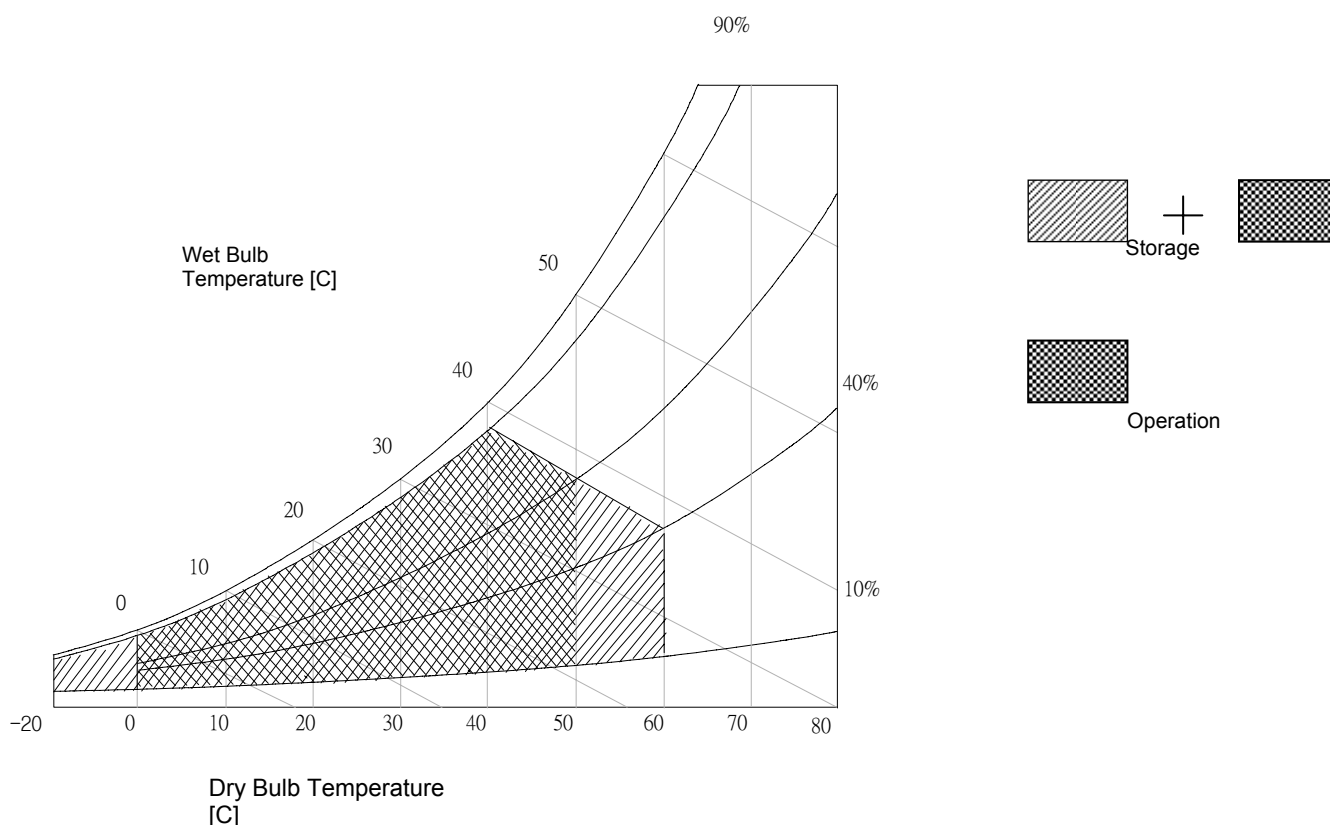 90%
Wet Bulb
Temperature [C]
50
40
30
20
10
0
40%
10%
Storage
Operation
-20 0 10 20 30 40 50 60 70 80
Dry Bulb Temperature
[C]